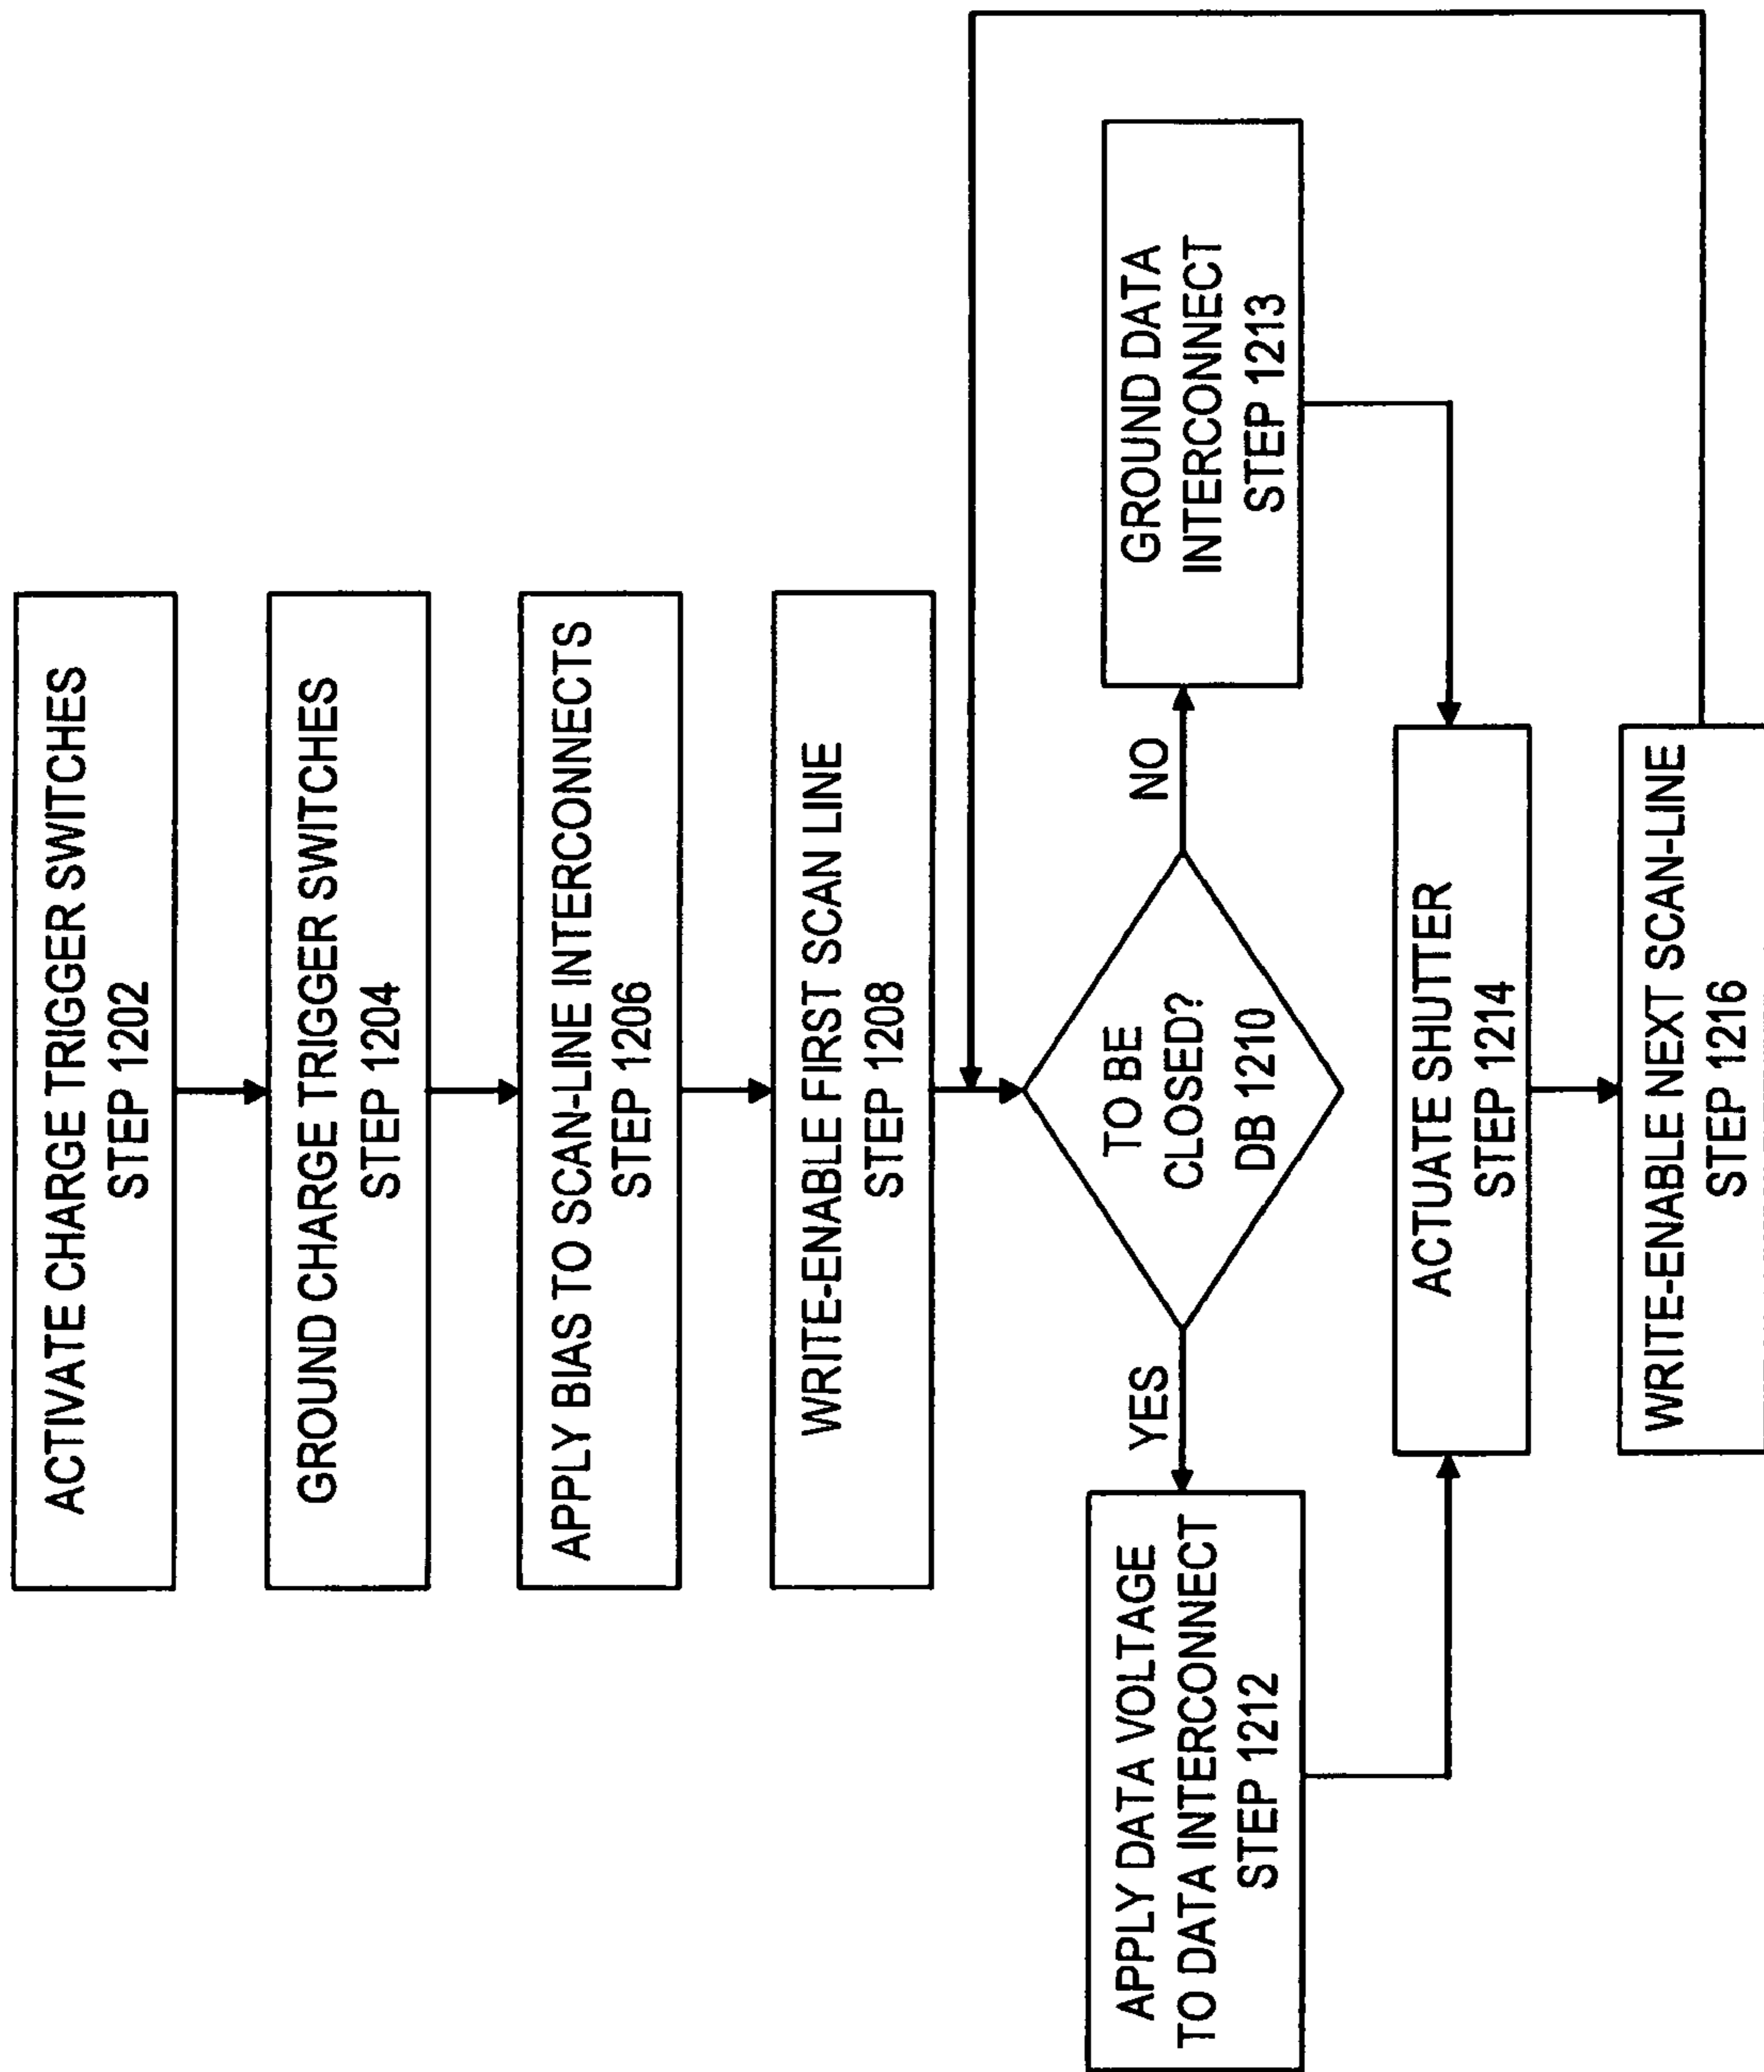 ACTIVATE CHARGE TRIGGER SWITCHES
STEP 1202
GROUND CHARGE TRIGGER SWITCHES
STEP 1204
APPLY BIAS TO SCAN-LINE INTERCONNECTS
STEP 1206
WRITE-ENABLE FIRST SCAN LINE
STEP 1208
TO BE
CLOSED?
DB 1210
YES
NO
APPLY DATA VOLTAGE
TO DATA INTERCONNECT
STEP 1212
GROUND DATA
INTERCONNECT
STEP 1213
ACTUATE SHUTTER
STEP 1214
WRITE-ENABLE NEXT SCAN-LINE
STEP 1216